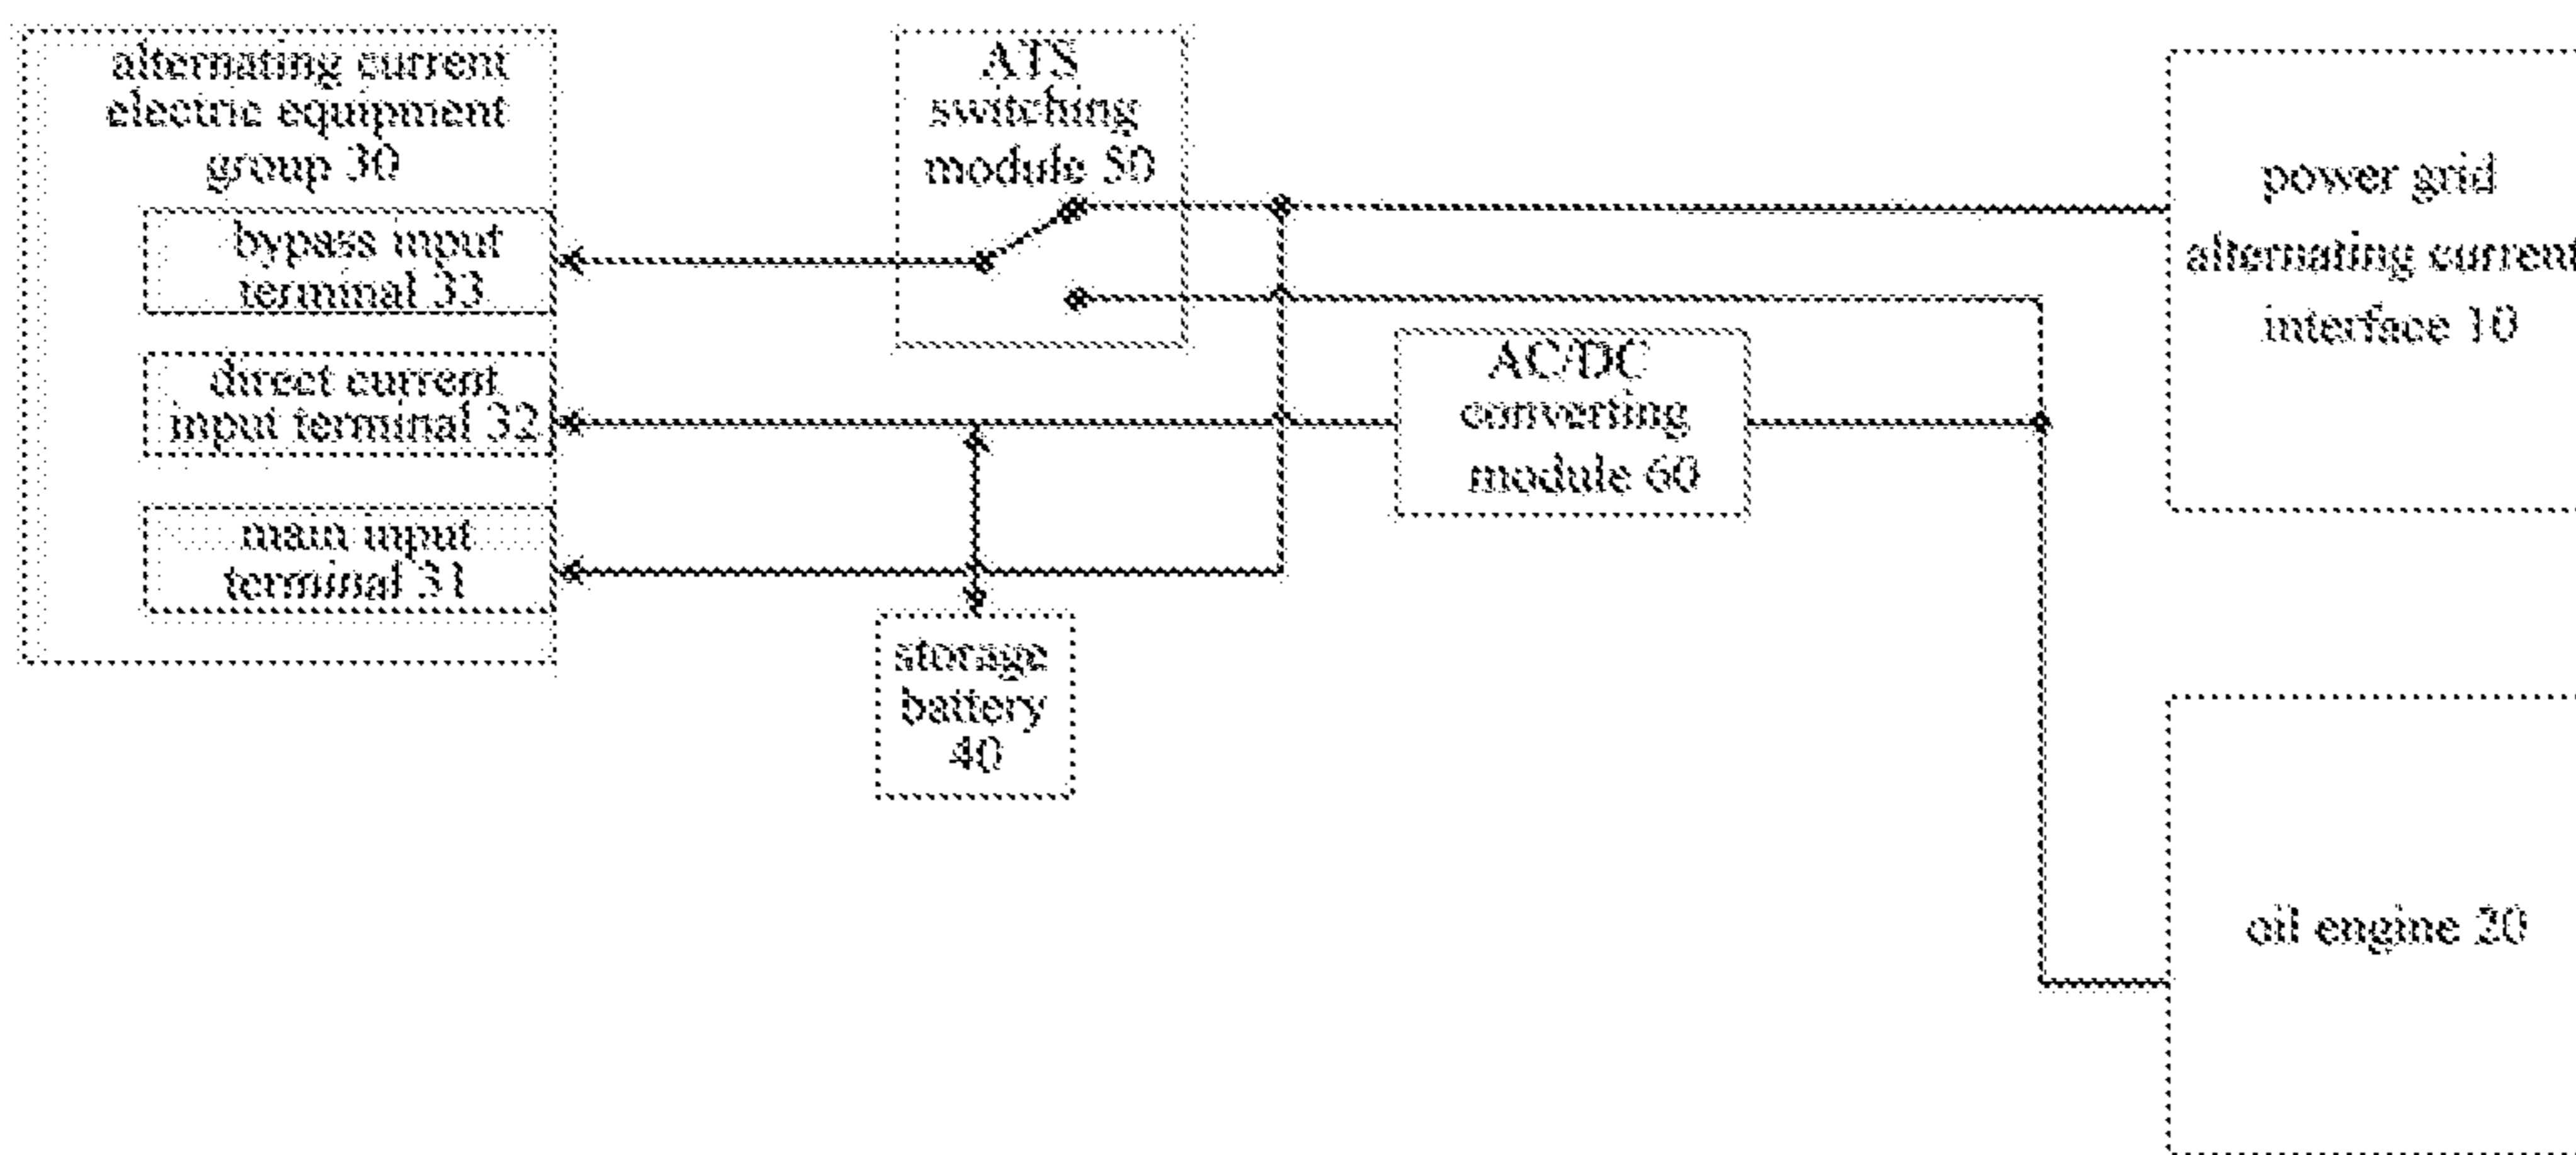 alternating current
electric equipment
group 30
bypass input
terminal 33
direct current
input terminal 32
main input
terminal 31
ATS
switching
module 50
storage
battery
40
AC/DC
converting
module 60
power grid
alternating current
interface 10
oil engine 20